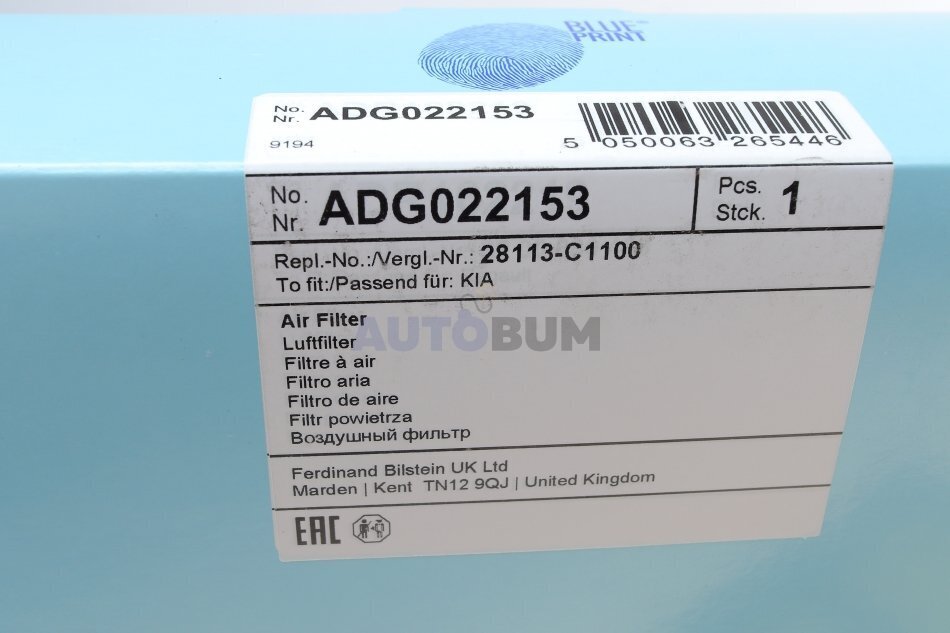 BLUE
PRINT
No. ADG022153
Nr.
9194
5 050063 265446
No. ADG022153
Nr.
Pcs. 1
Stck.
Repl.-No.:/Vergl.-Nr.: 28113-C1100
To fit:/Passend für: KIA
Air Filter
Luftfilter
Filtre à air
Filtro aria
Filtro de aire
Filtr powietrza
Воздушный фильтр
AUTOBUM
Ferdinand Bilstein UK Ltd
Marden | Kent TN12 9QJ | United Kingdom
EAC